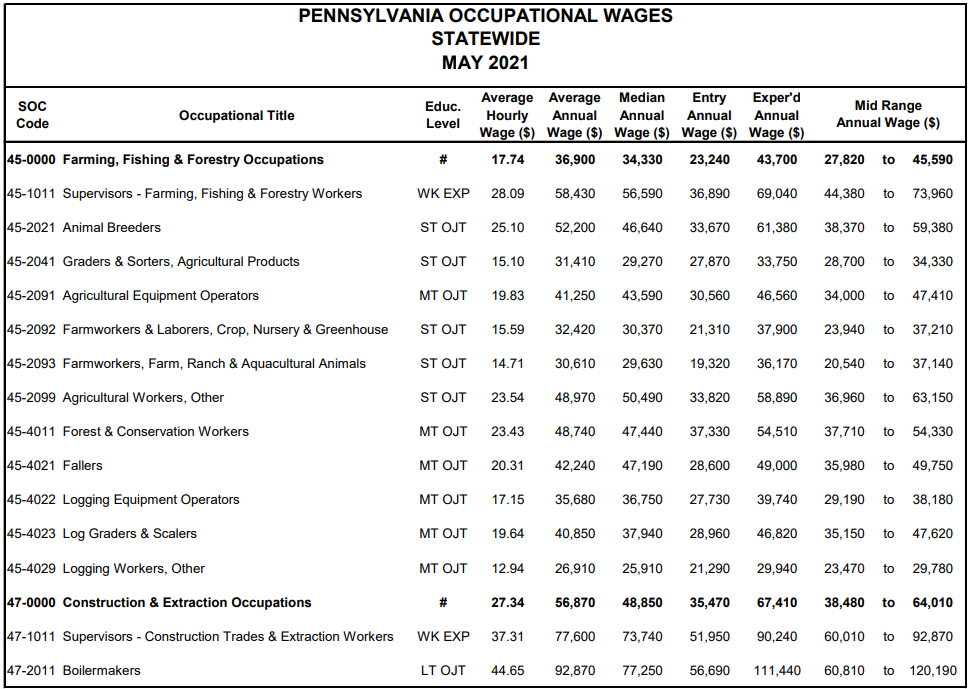 PENNSYLVANIA OCCUPATIONAL WAGES
STATEWIDE
MAY 2021
SOC Code Occupational Title Educ. Level Average Hourly Wage ($) Average Annual Wage ($) Median Annual Wage ($) Entry Annual Wage ($) Exper'd Annual Wage ($) Mid Range Annual Wage ($)
45-0000 Farming, Fishing & Forestry Occupations # 17.74 36,900 34,330 23,240 43,700 27,820 to 45,590
45-1011 Supervisors - Farming, Fishing & Forestry Workers WK EXP 28.09 58,430 56,590 36,890 69,040 44,380 to 73,960
45-2021 Animal Breeders ST OJT 25.10 52,200 46,640 33,670 61,380 38,370 to 59,380
45-2041 Graders & Sorters, Agricultural Products ST OJT 15.10 31,410 29,270 27,870 33,750 28,700 to 34,330
45-2091 Agricultural Equipment Operators MT OJT 19.83 41,250 43,590 30,560 46,560 34,000 to 47,410
45-2092 Farmworkers & Laborers, Crop, Nursery & Greenhouse ST OJT 15.59 32,420 30,370 21,310 37,900 23,940 to 37,210
45-2093 Farmworkers, Farm, Ranch & Aquacultural Animals ST OJT 14.71 30,610 29,630 19,320 36,170 20,540 to 37,140
45-2099 Agricultural Workers, Other ST OJT 23.54 48,970 50,490 33,820 58,890 36,960 to 63,150
45-4011 Forest & Conservation Workers MT OJT 23.43 48,740 47,440 37,330 54,510 37,710 to 54,330
45-4021 Fallers MT OJT 20.31 42,240 47,190 28,600 49,000 35,980 to 49,750
45-4022 Logging Equipment Operators MT OJT 17.15 35,680 36,750 27,730 39,740 29,190 to 38,180
45-4023 Log Graders & Scalers MT OJT 19.64 40,850 37,940 28,960 46,820 35,150 to 47,620
45-4029 Logging Workers, Other MT OJT 12.94 26,910 25,910 21,290 29,940 23,470 to 29,780
47-0000 Construction & Extraction Occupations # 27.34 56,870 48,850 35,470 67,410 38,480 to 64,010
47-1011 Supervisors - Construction Trades & Extraction Workers WK EXP 37.31 77,600 73,740 51,950 90,240 60,010 to 92,870
47-2011 Boilermakers LT OJT 44.65 92,870 77,250 56,690 111,440 60,810 to 120,190